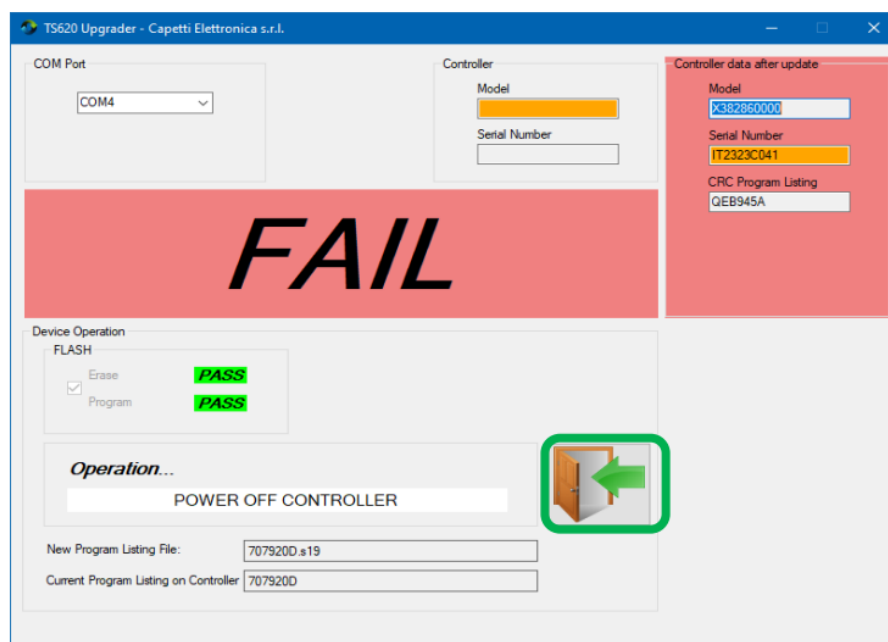 TS620 Upgrader - Capetti Elettronica s.r.l.
COM Port
COM4
Controller
Model
Serial Number
Controller data after update
Model
X382860000
Serial Number
IT2323C041
CRC Program Listing
QEB945A
FAIL
Device Operation
FLASH
Erase PASS
Program PASS
Operation...
POWER OFF CONTROLLER
New Program Listing File: 707920D.s19
Current Program Listing on Controller 707920D